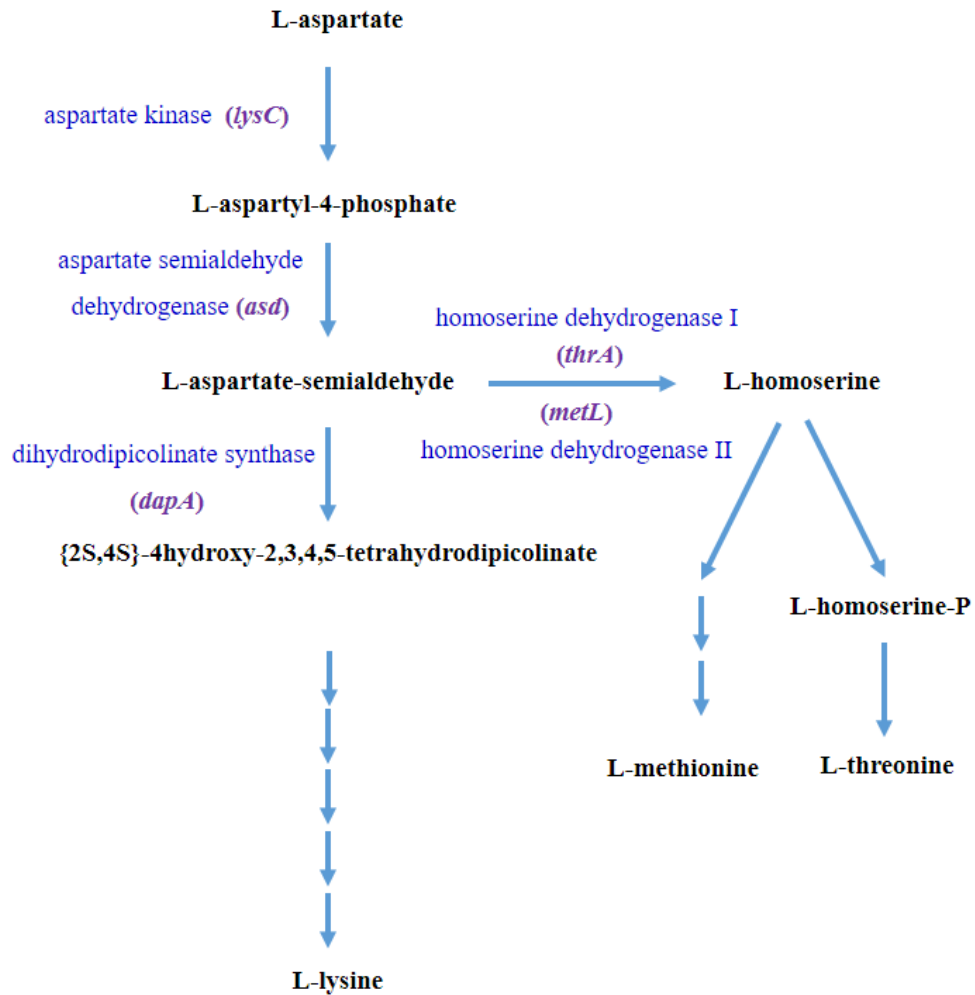 L-aspartate
aspartate kinase (lysC)
L-aspartyl-4-phosphate
aspartate semialdehyde
dehydrogenase (asd)
homoserine dehydrogenase I
(thrA)
L-aspartate-semialdehyde
L-homoserine
(metL)
homoserine dehydrogenase II
dihydrodipicolinate synthase
(dapA)
{2S,4S}-4hydroxy-2,3,4,5-tetrahydrodipicolinate
L-homoserine-P
L-methionine
L-threonine
L-lysine